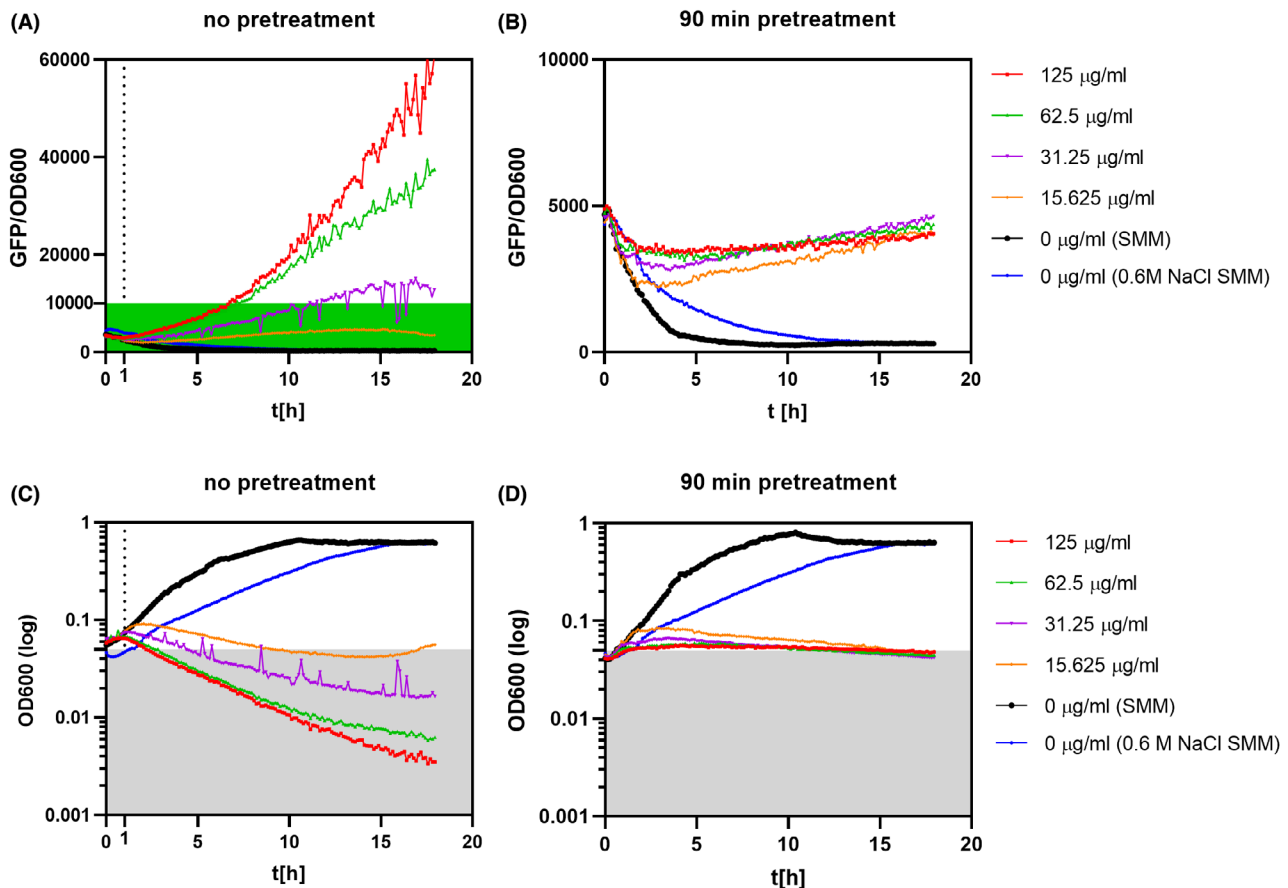 (A) no pretreatment
60000
40000
20000
10000
0
GFP/OD600
0 1 5 10 15 20
t[h]
(B) 90 min pretreatment
10000
5000
0
GFP/OD600
0 5 10 15 20
t [h]
125 μg/ml
62.5 μg/ml
31.25 μg/ml
15.625 μg/ml
0 μg/ml (SMM)
0 μg/ml (0.6M NaCl SMM)
(C) no pretreatment
1
0.1
0.01
0.001
OD600 (log)
0 1 5 10 15 20
t[h]
(D) 90 min pretreatment
1
0.1
0.01
0.001
OD600 (log)
0 5 10 15 20
t[h]
125 μg/ml
62.5 μg/ml
31.25 μg/ml
15.625 μg/ml
0 μg/ml (SMM)
0 μg/ml (0.6 M NaCl SMM)